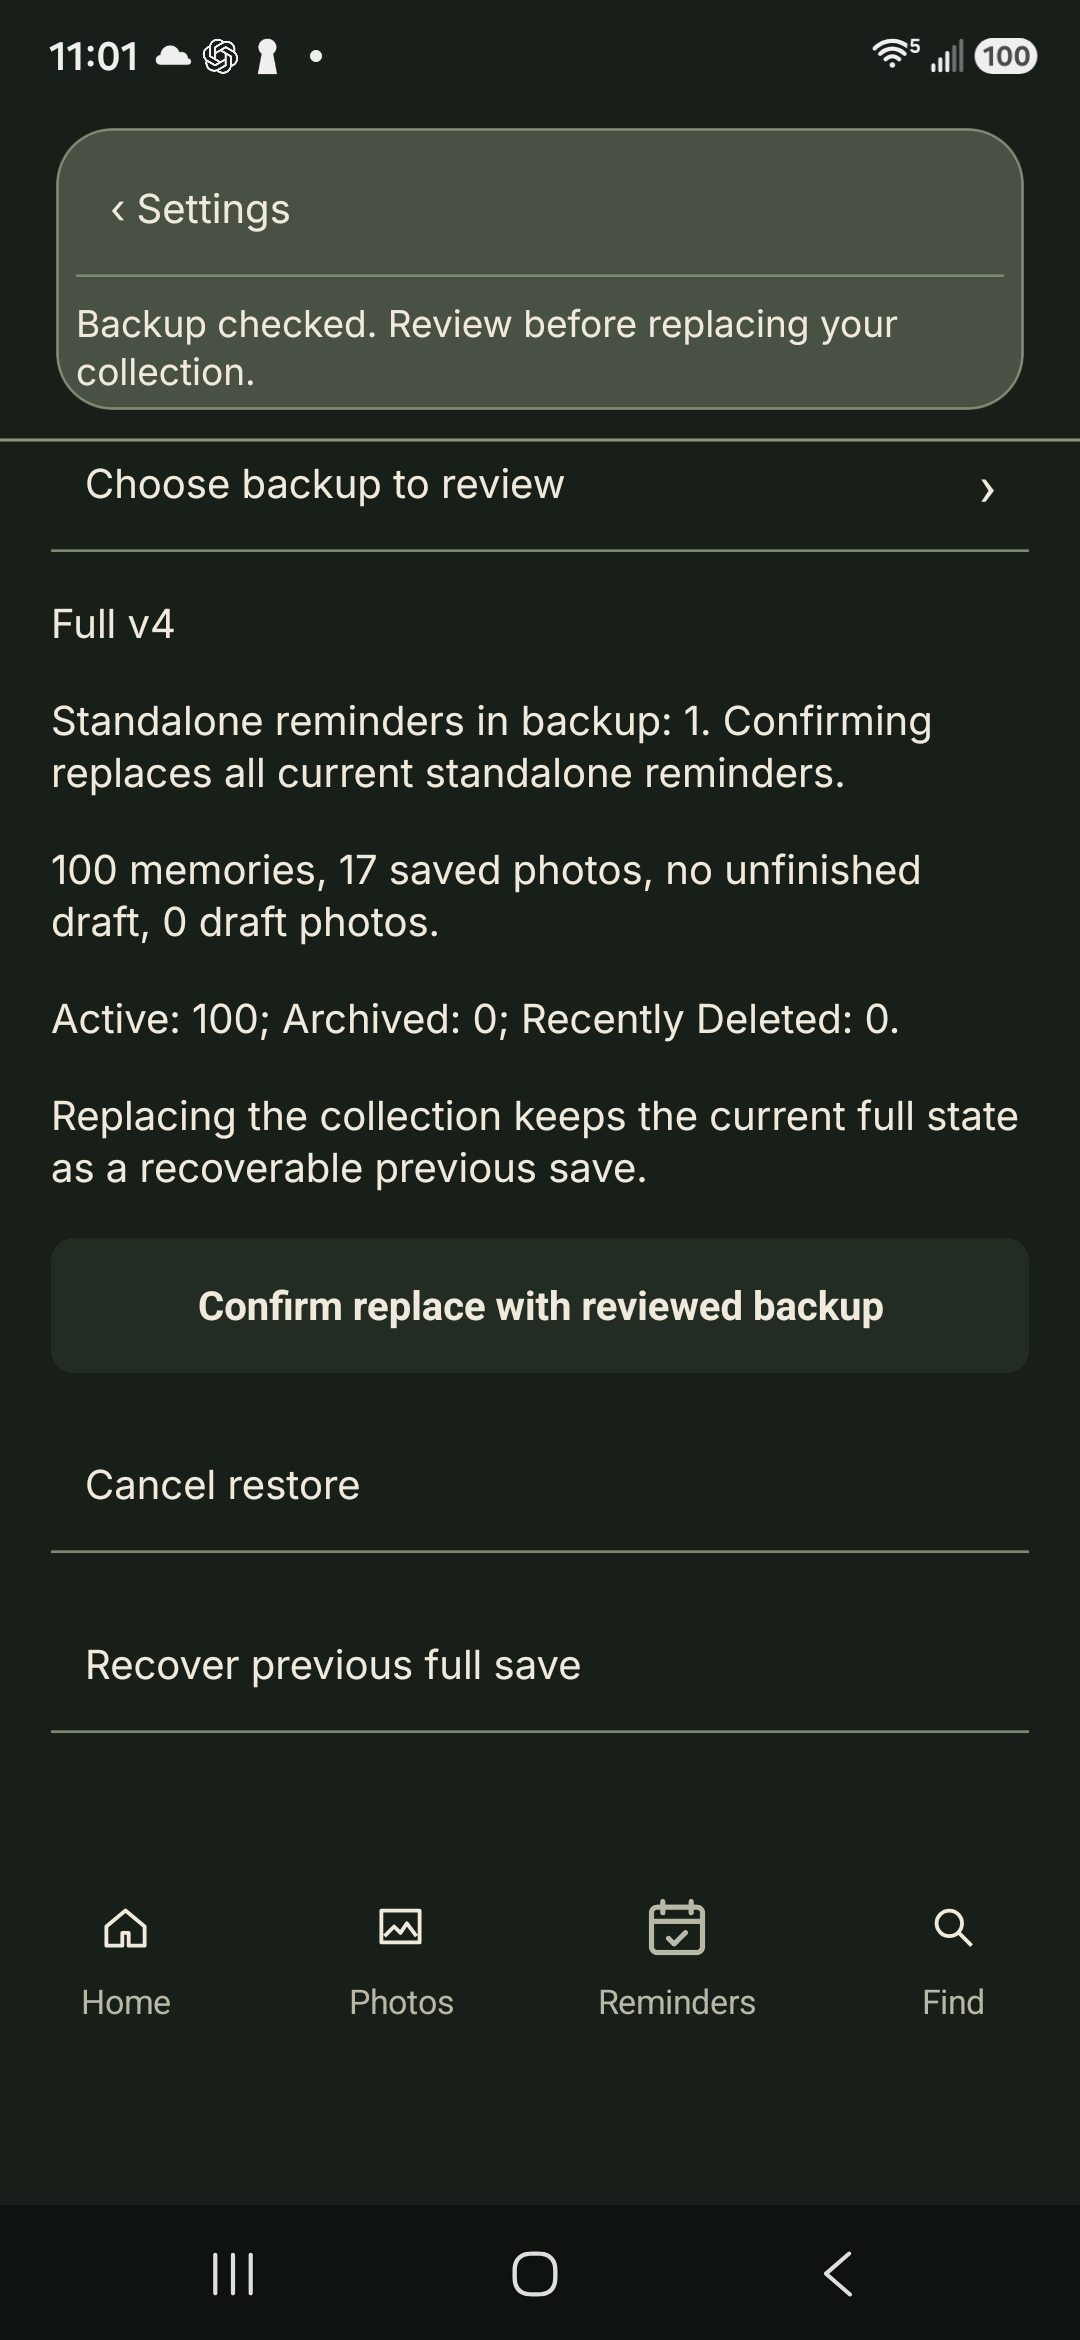 11:01
5
100
‹ Settings
Backup checked. Review before replacing your
collection.
Choose backup to review ›
Full v4
Standalone reminders in backup: 1. Confirming
replaces all current standalone reminders.
100 memories, 17 saved photos, no unfinished
draft, 0 draft photos.
Active: 100; Archived: 0; Recently Deleted: 0.
Replacing the collection keeps the current full state
as a recoverable previous save.
Confirm replace with reviewed backup
Cancel restore
Recover previous full save
Home Photos Reminders Find